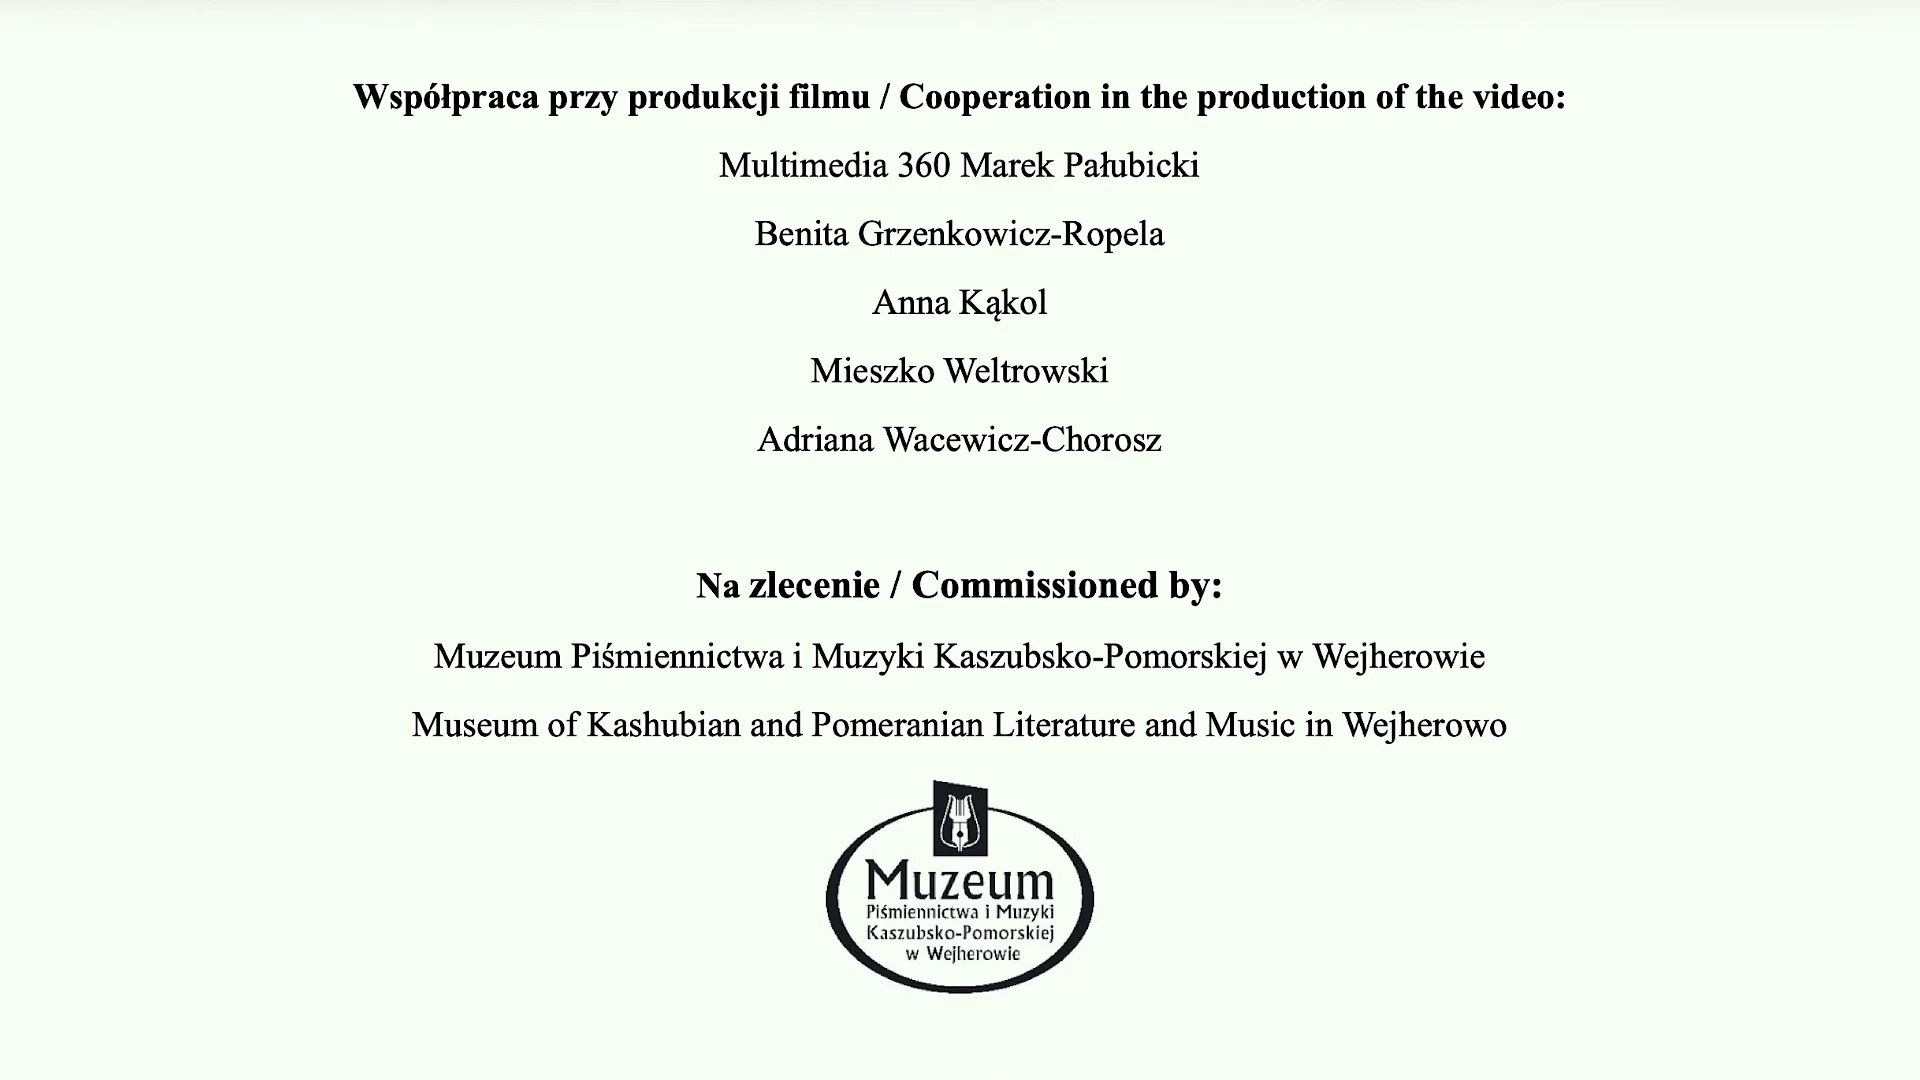 Współpraca przy produkcji filmu / Cooperation in the production of the video:
Multimedia 360 Marek Pałubicki
Benita Grzenkowicz-Ropela
Anna Kąkol
Mieszko Weltrowski
Adriana Wacewicz-Chorosz
Na zlecenie / Commissioned by:
Muzeum Piśmiennictwa i Muzyki Kaszubsko-Pomorskiej w Wejherowie
Museum of Kashubian and Pomeranian Literature and Music in Wejherowo
Muzeum
Piśmiennictwa i Muzyki
Kaszubsko-Pomorskiej
w Wejherowie